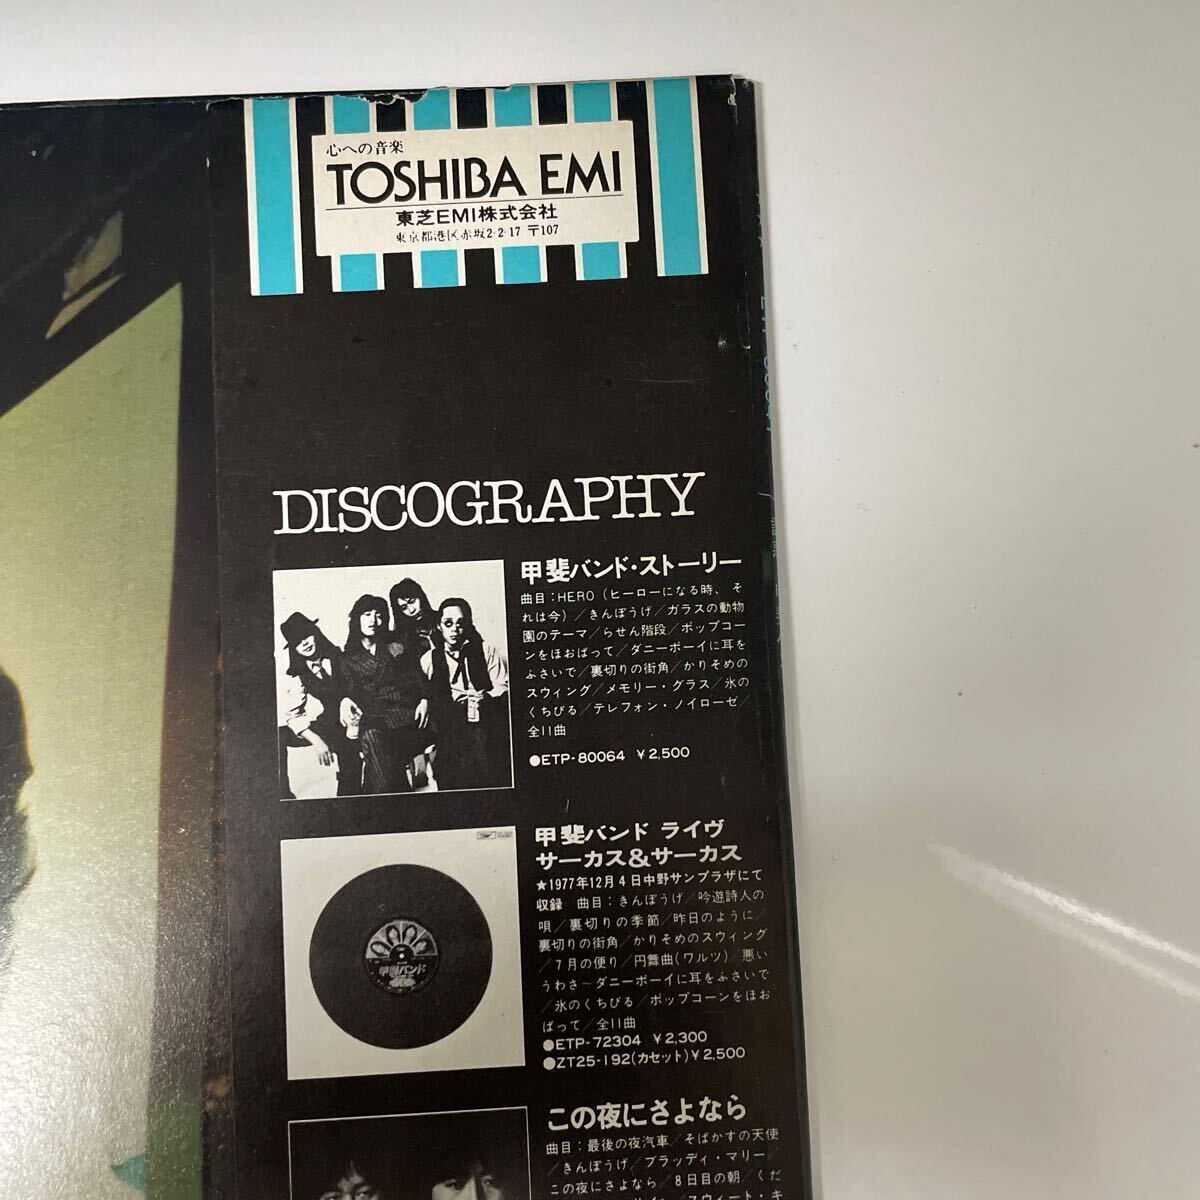 心への音楽
TOSHIBA EMI
東芝EMI株式会社
東京都港区赤坂2-2-17 〒107
DISCOGRAPHY
甲斐バンド・ストーリー
曲目：HERO（ヒーローになる時、そ
れは今）／きんぽうげ／ガラスの動物
園のテーマ／らせん階段／ポップコー
ンをほおばって／ダニーボーイに耳を
ふさいで／裏切りの街角／かりそめの
スウィング／メモリー・グラス／氷の
くちびる／テレフォン・ノイローゼ／
全11曲
●ETP-80064 ￥2,500
甲斐バンド ライヴ
サーカス&サーカス
★1977年12月4日中野サンプラザにて
収録 曲目：きんぽうげ／吟遊詩人の
唄／裏切りの季節／昨日のように／
裏切りの街角／かりそめのスウィング
／7月の便り／円舞曲(ワルツ)／悪い
うわさ〜ダニーボーイに耳をふさいで
／氷のくちびる／ポップコーンをほお
ばって／全11曲
●ETP-72304 ￥2,300
●ZT25-192(カセット)￥2,500
甲斐バンド
この夜にさよなら
曲目：最後の夜汽車／そばかすの天使
／きんぽうげ／ブラッディ・マリー／
この夜にさよなら／8日目の朝／くだ